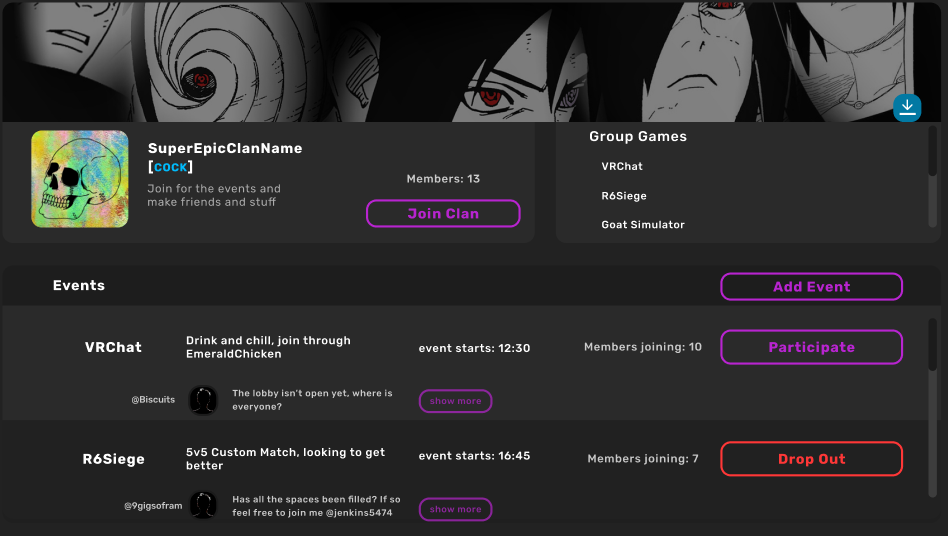 SuperEpicClanName
[COCK]
Join for the events and
make friends and stuff
Members: 13
Join Clan
Group Games
VRChat
R6Siege
Goat Simulator
Events
Add Event
VRChat
Drink and chill, join through
EmeraldChicken
event starts: 12:30
Members joining: 10
Participate
@Biscuits
The lobby isn't open yet, where is
everyone?
show more
R6Siege
5v5 Custom Match, looking to get
better
event starts: 16:45
Members joining: 7
Drop Out
@9gigsofram
Has all the spaces been filled? If so
feel free to join me @jenkins5474
show more